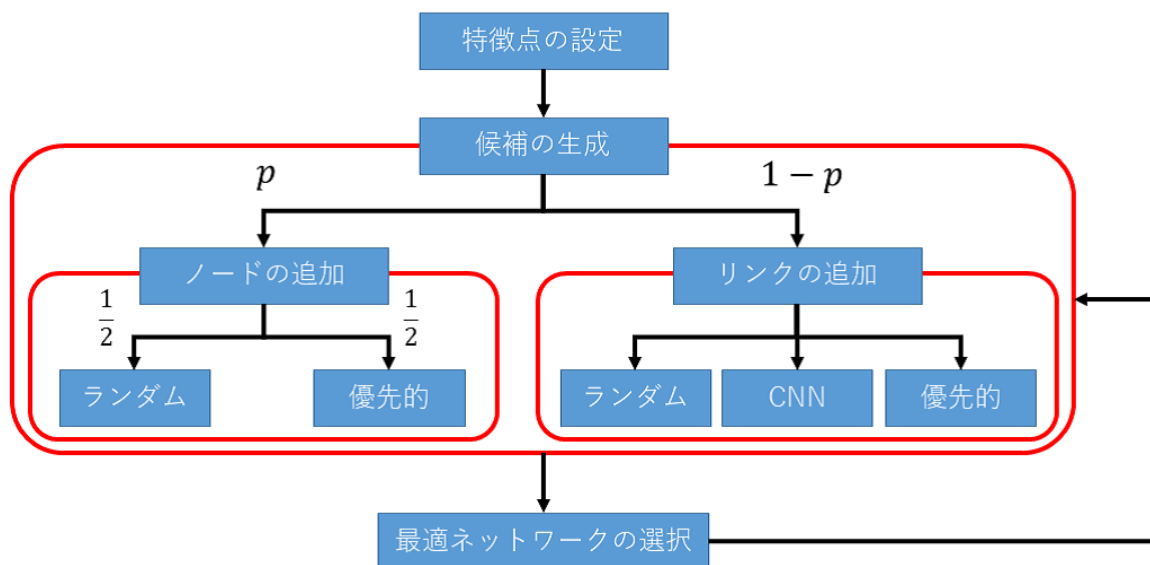 特徴点の設定
候補の生成
p
1 − p
ノードの追加
リンクの追加
1/2
1/2
ランダム
優先的
ランダム
CNN
優先的
最適ネットワークの選択